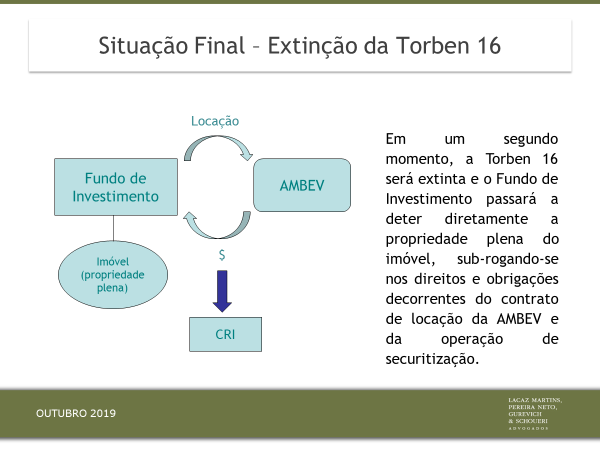 Situação Final – Extinção da Torben 16
Locação
Fundo de
Investimento
AMBEV
Imóvel
(propriedade
plena)
$
CRI
Em um segundo
momento, a Torben 16
será extinta e o Fundo de
Investimento passará a
deter diretamente a
propriedade plena do
imóvel, sub-rogando-se
nos direitos e obrigações
decorrentes do contrato
de locação da AMBEV e
da operação de
securitização.
OUTUBRO 2019
LACAZ MARTINS,
PEREIRA NETO,
GUREVICH
& SCHOUERI
ADVOGADOS